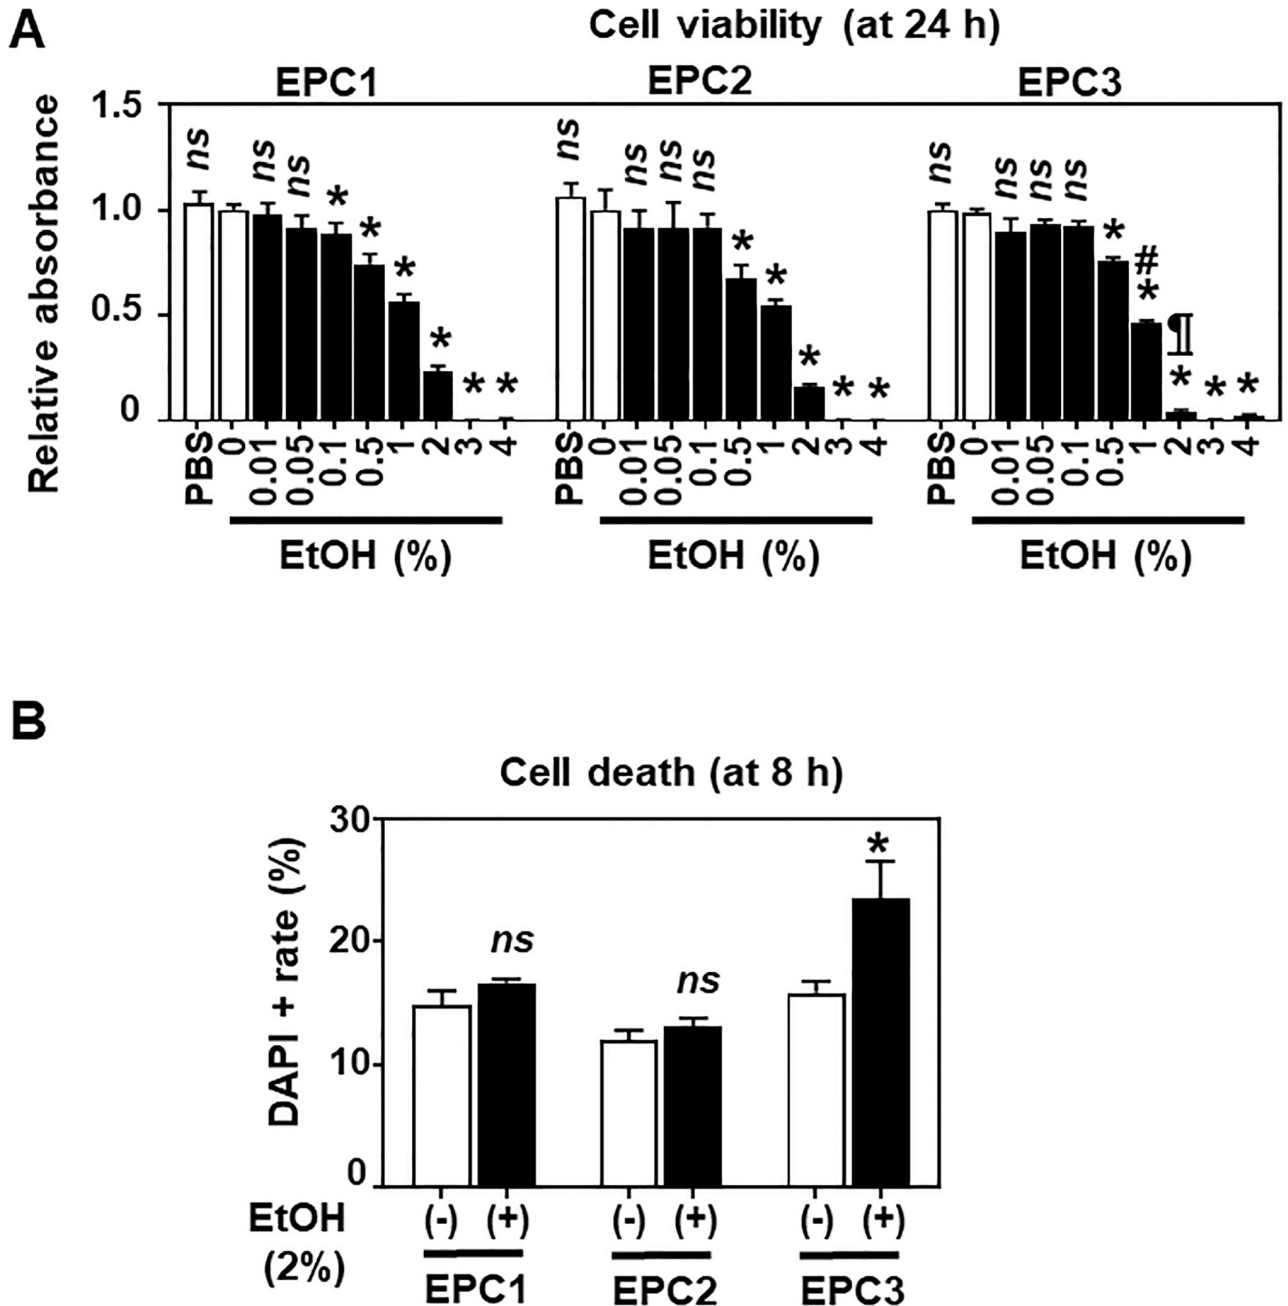 A
Cell viability (at 24 h)
EPC1 EPC2 EPC3
Relative absorbance
1.5
1.0
0.5
0
ns ns ns * * * * * *
ns ns ns ns * * * * *
ns ns ns ns * # * ¶ * * *
PBS 0 0.01 0.05 0.1 0.5 1 2 3 4
PBS 0 0.01 0.05 0.1 0.5 1 2 3 4
PBS 0 0.01 0.05 0.1 0.5 1 2 3 4
EtOH (%) EtOH (%) EtOH (%)
B
Cell death (at 8 h)
DAPI + rate (%)
30
20
10
0
ns ns *
EtOH (-) (+) (-) (+) (-) (+)
(2%)
EPC1 EPC2 EPC3